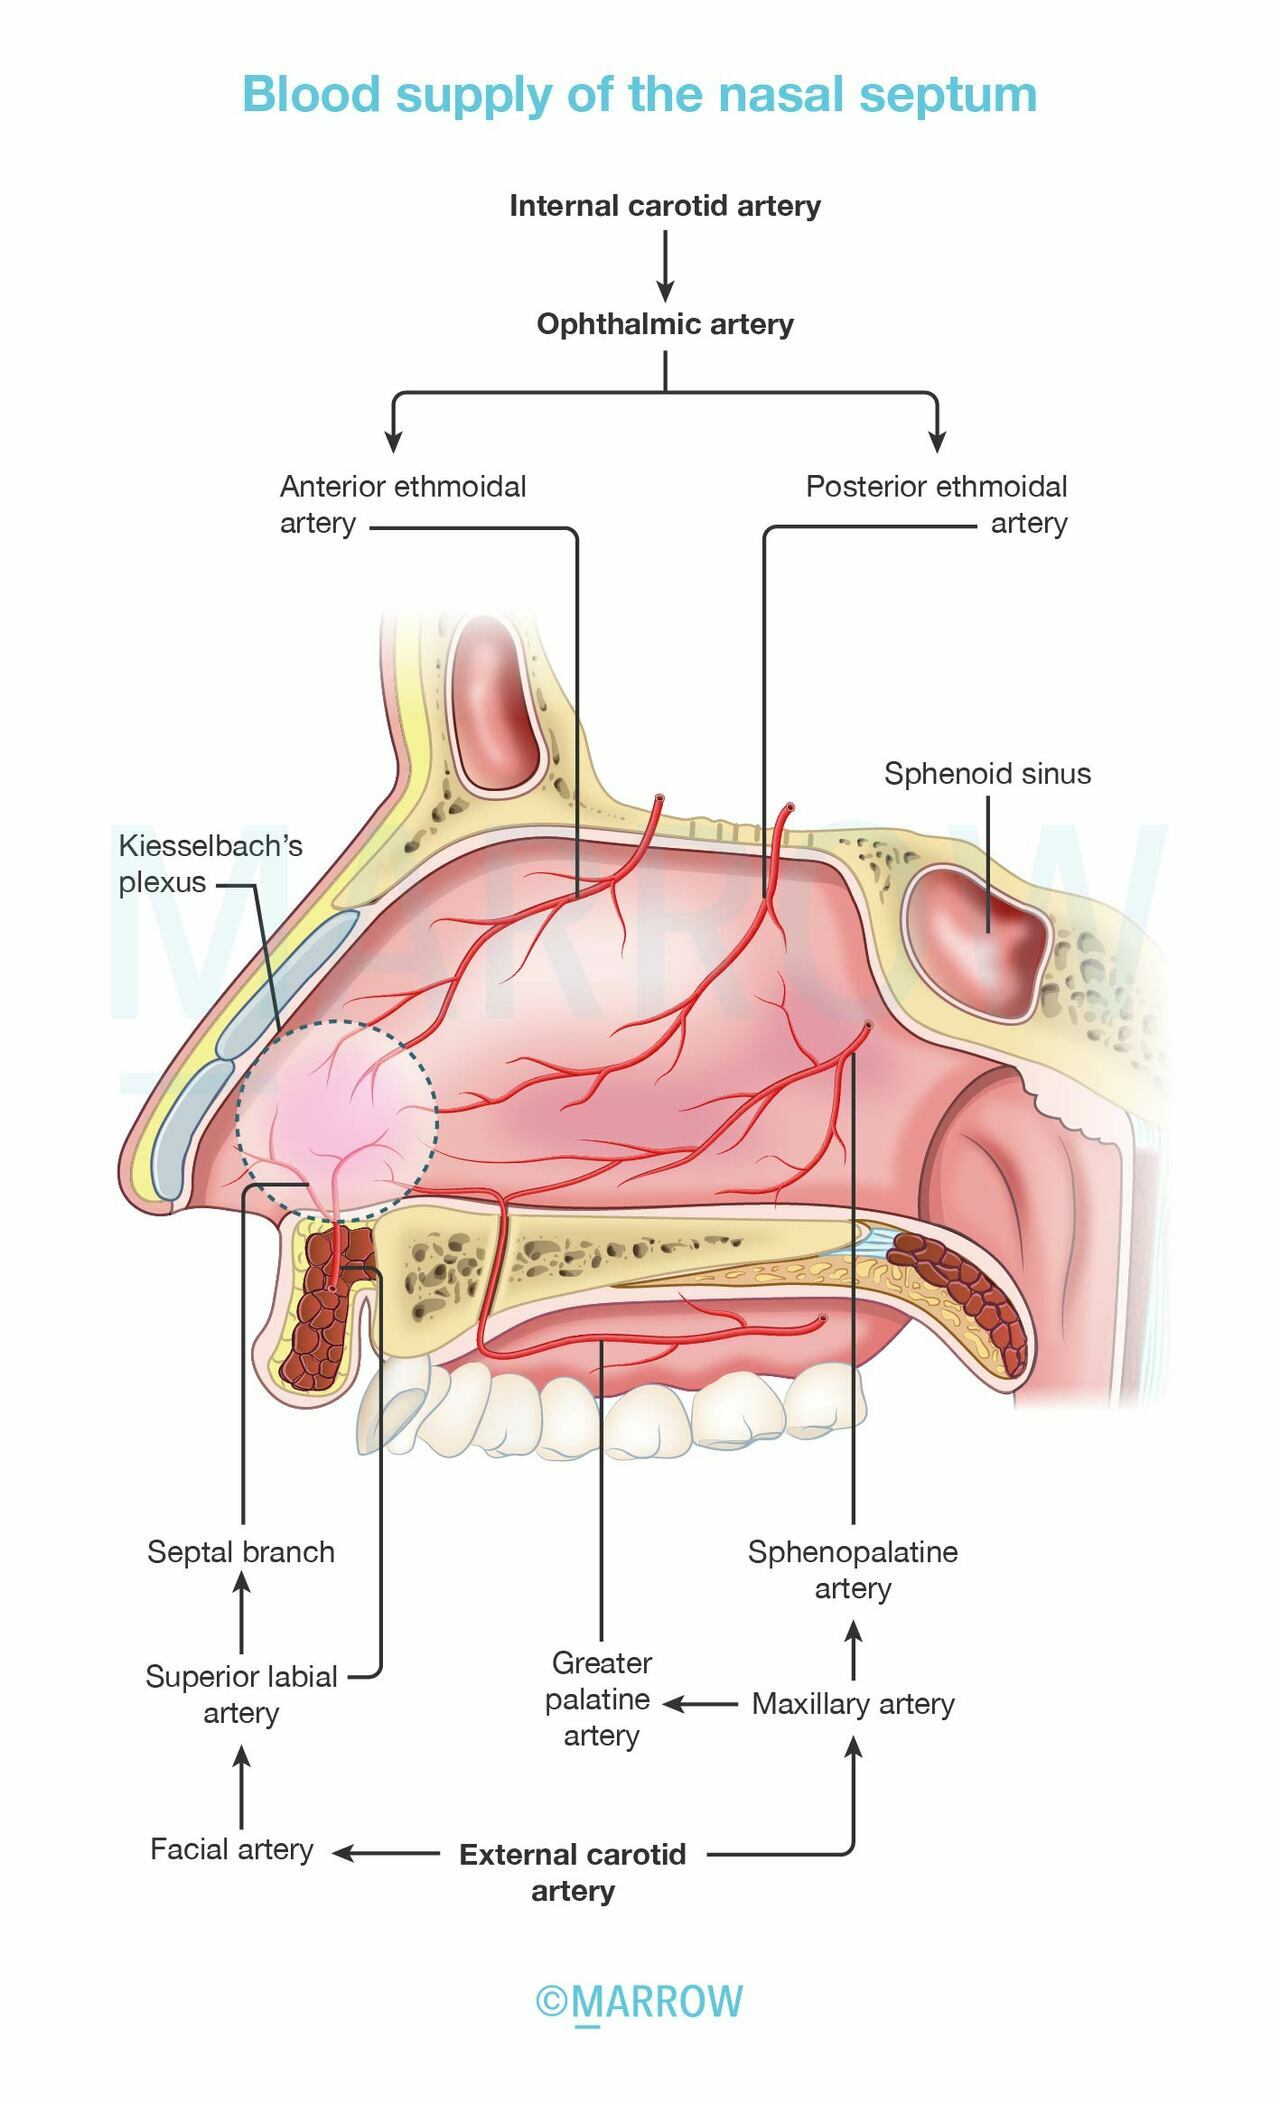 Blood supply of the nasal septum
Internal carotid artery
Ophthalmic artery
Anterior ethmoidal
artery
Posterior ethmoidal
artery
Sphenoid sinus
Kiesselbach’s
plexus
MARROW
Septal branch
Sphenopalatine
artery
Superior labial
artery
Greater
palatine
artery
Maxillary artery
Facial artery
External carotid
artery
©MARROW